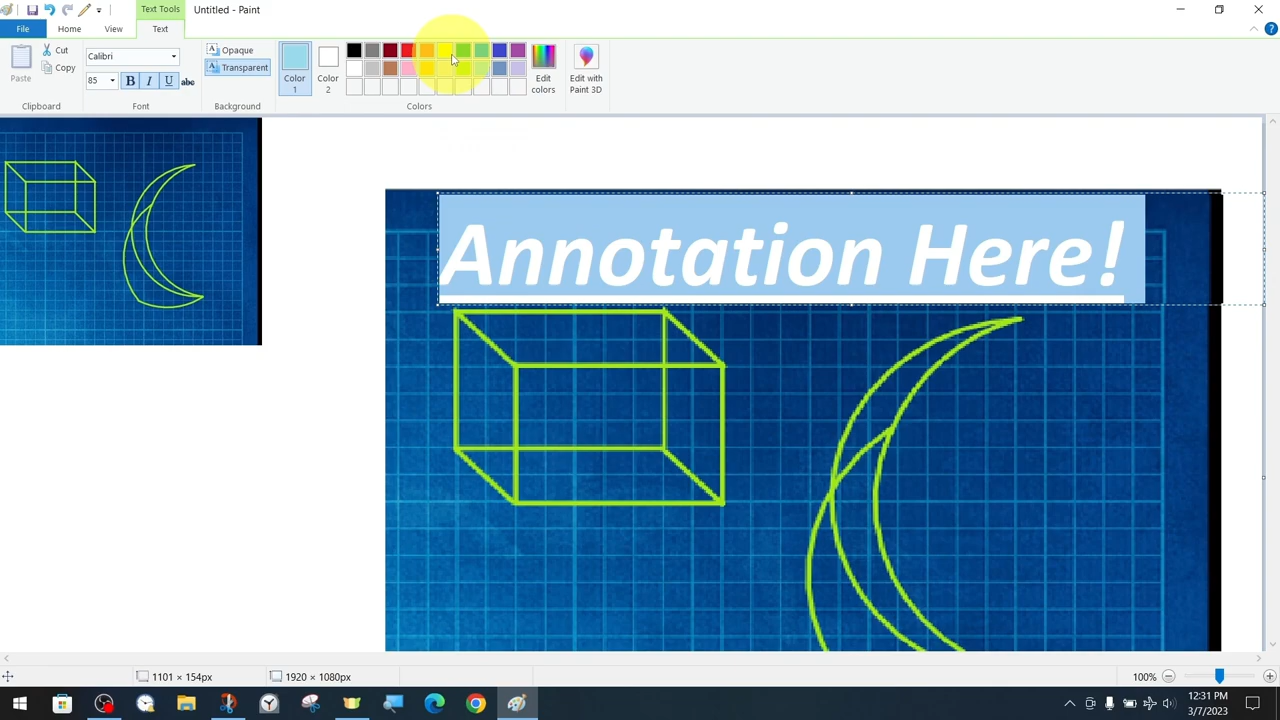 Text Tools
Untitled - Paint
File
Home
View
Text
Paste
Cut
Copy
Clipboard
Calibri
85
B
I
U
abc
Font
Opaque
Transparent
Background
Color
1
Color
2
Colors
Edit
colors
Edit with
Paint 3D
Annotation Here!
1101 × 154px
1920 × 1080px
100%
12:31 PM
3/7/2023